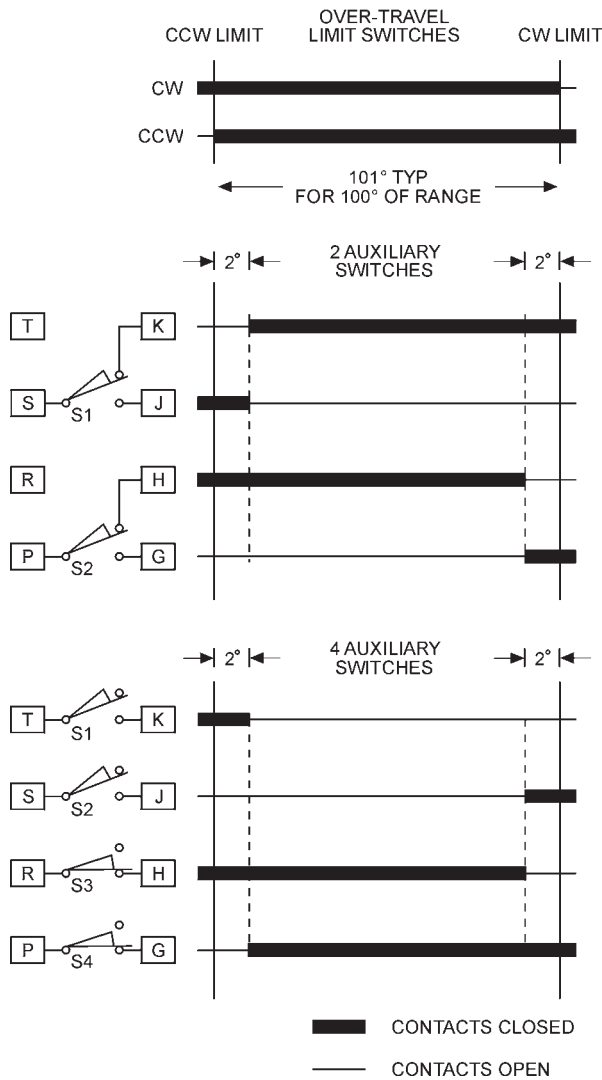 OVER-TRAVEL
CCW LIMIT LIMIT SWITCHES CW LIMIT
CW
CCW
101° TYP
FOR 100° OF RANGE
2° 2 AUXILIARY 2°
SWITCHES
T K
S S1 J
R H
P S2 G
2° 4 AUXILIARY 2°
SWITCHES
T S1 K
S S2 J
R S3 H
P S4 G
CONTACTS CLOSED
CONTACTS OPEN